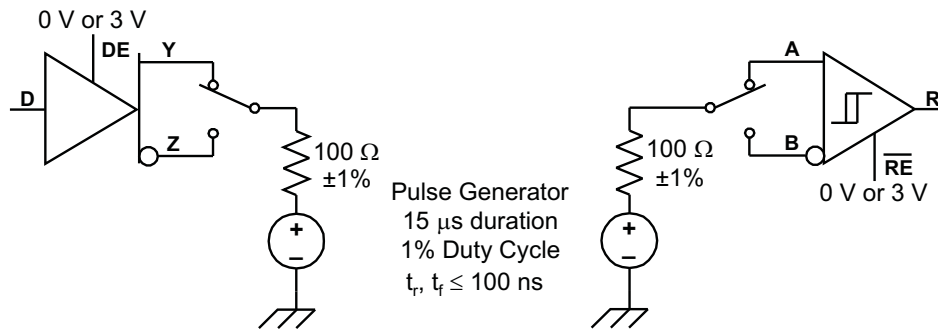 0 V or 3 V
DE
Y
D
Z
100 Ω
±1%
+
–
Pulse Generator
15 μs duration
1% Duty Cycle
tr, tf ≤ 100 ns
A
R
B
RE
100 Ω
±1%
0 V or 3 V
+
–